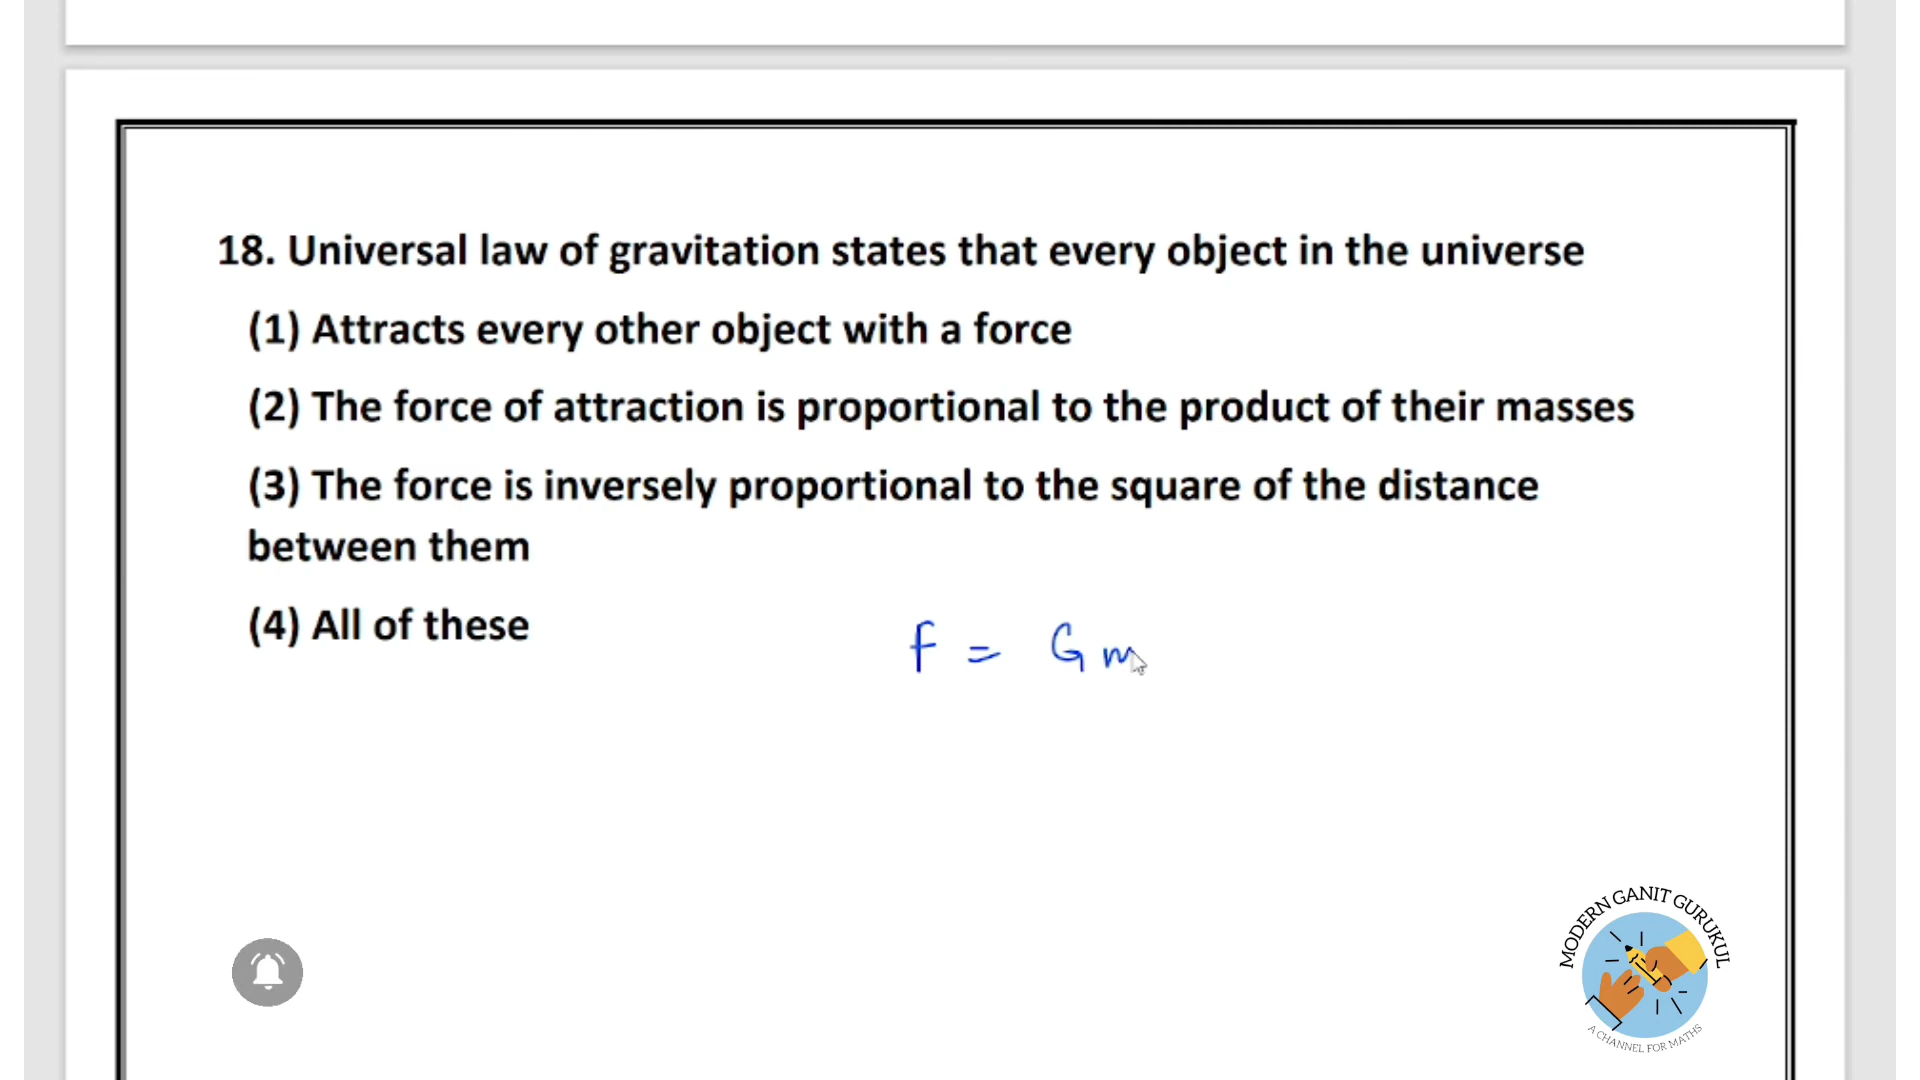 18. Universal law of gravitation states that every object in the universe
(1) Attracts every other object with a force
(2) The force of attraction is proportional to the product of their masses
(3) The force is inversely proportional to the square of the distance
between them
(4) All of these
F = G m
MODERN GANIT GURUKUL
A CHANNEL FOR MATHS